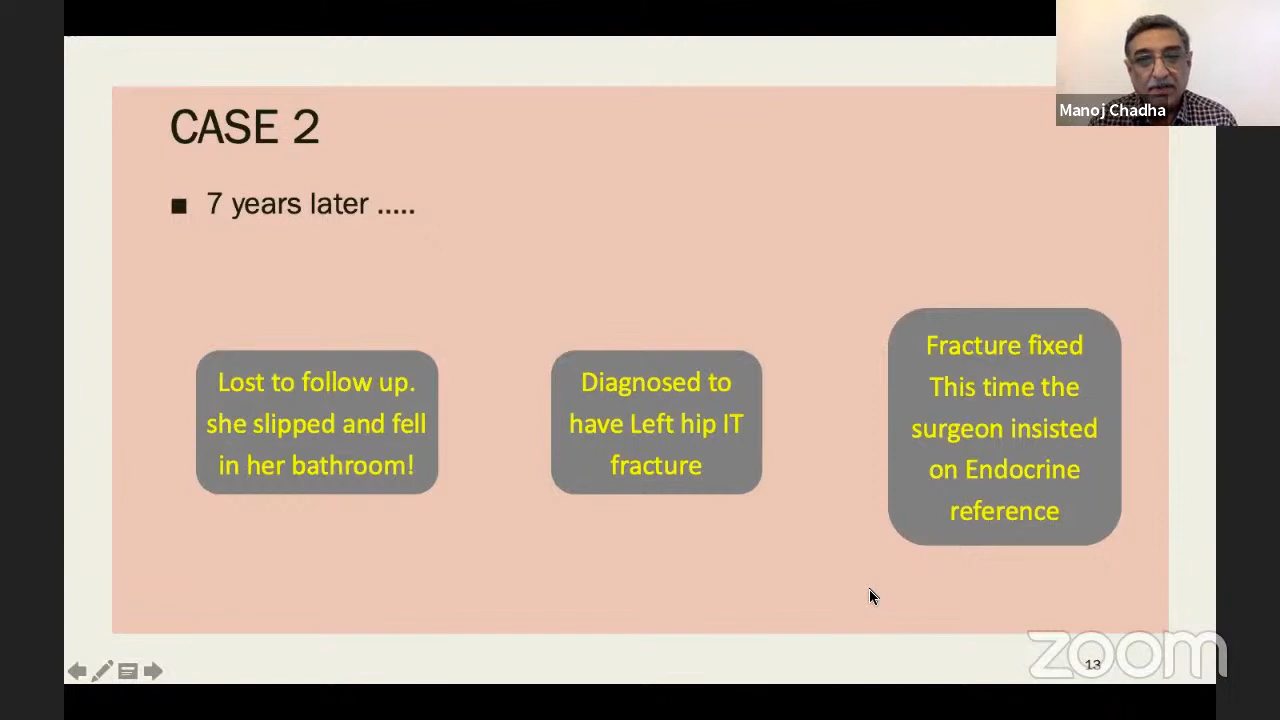 CASE 2
Manoj Chadha
■ 7 years later .....
Lost to follow up.
she slipped and fell
in her bathroom!
Diagnosed to
have Left hip IT
fracture
Fracture fixed
This time the
surgeon insisted
on Endocrine
reference
zoom
13